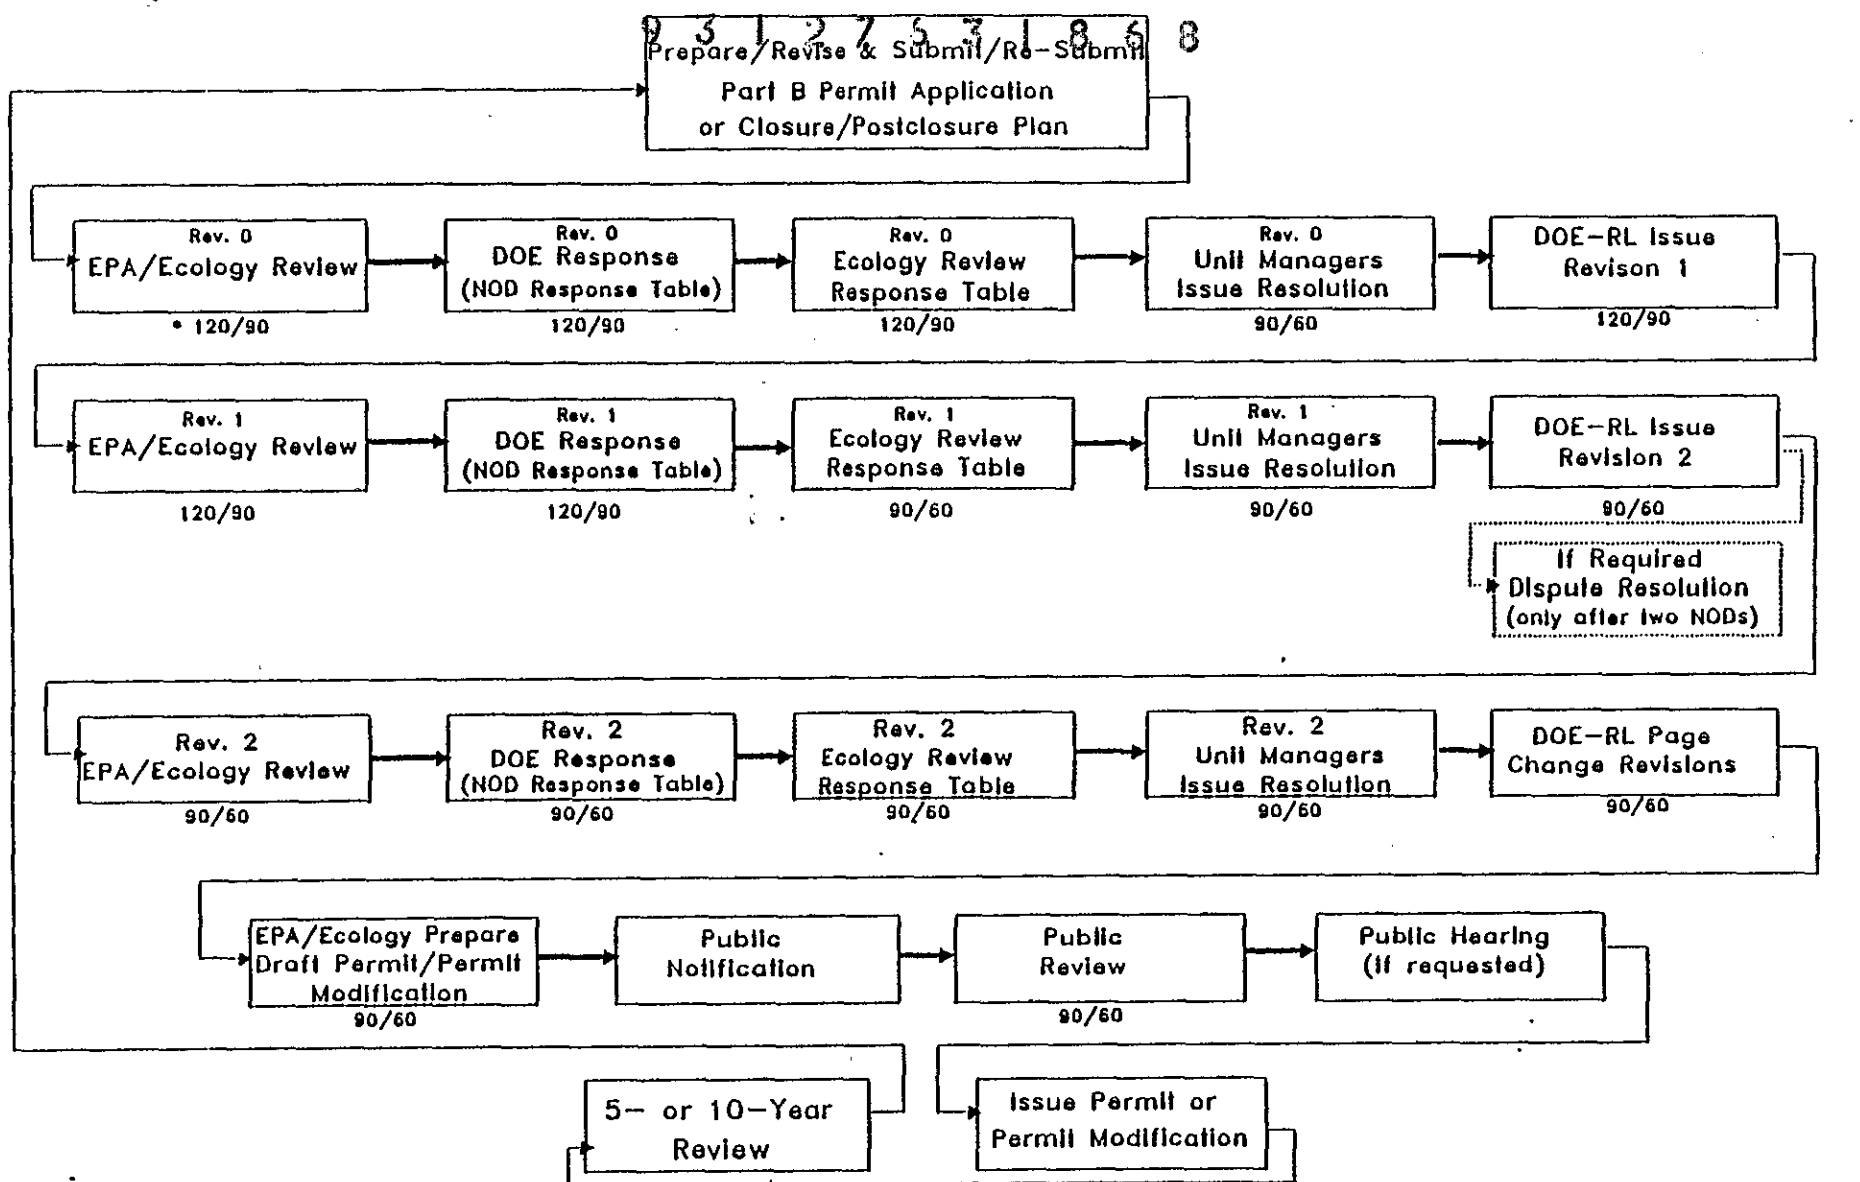 9 3 1 2 7 5 3 1 8 6 8
Prepare/Revise & Submit/Re-Submit
Part B Permit Application
or Closure/Postclosure Plan
Rev. 0
EPA/Ecology Review
* 120/90
Rev. 0
DOE Response
(NOD Response Table)
120/90
Rev. 0
Ecology Review
Response Table
120/90
Rev. 0
Unit Managers
Issue Resolution
90/60
DOE-RL Issue
Revison 1
120/90
Rev. 1
EPA/Ecology Review
120/90
Rev. 1
DOE Response
(NOD Response Table)
120/90
Rev. 1
Ecology Review
Response Table
90/60
Rev. 1
Unit Managers
Issue Resolution
90/60
DOE-RL Issue
Revision 2
90/60
If Required
Dispute Resolution
(only after two NODs)
Rev. 2
EPA/Ecology Review
90/60
Rev. 2
DOE Response
(NOD Response Table)
90/60
Rev. 2
Ecology Review
Response Table
90/60
Rev. 2
Unit Managers
Issue Resolution
90/60
DOE-RL Page
Change Revisions
90/60
EPA/Ecology Prepare
Draft Permit/Permit
Modification
90/60
Public
Notification
Public
Review
90/60
Public Hearing
(if requested)
5- or 10-Year
Review
Issue Permit or
Permit Modification